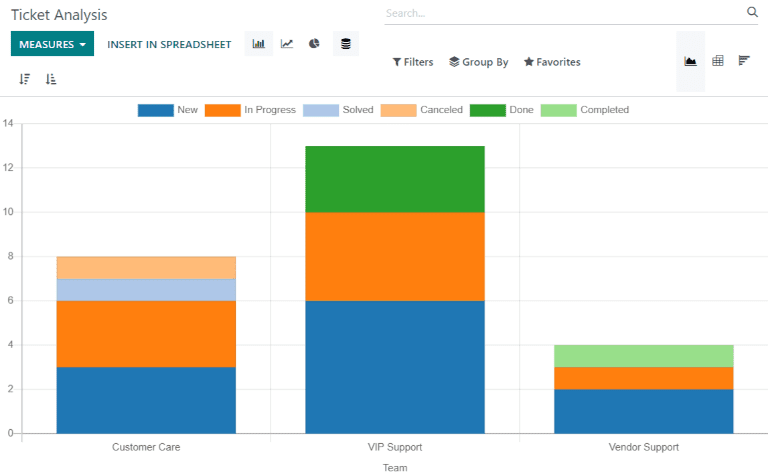 Ticket Analysis
Search...
MEASURES INSERT IN SPREADSHEET
Filters Group By Favorites
New In Progress Solved Canceled Done Completed
14
12
10
8
6
4
2
0
Customer Care VIP Support Vendor Support
Team